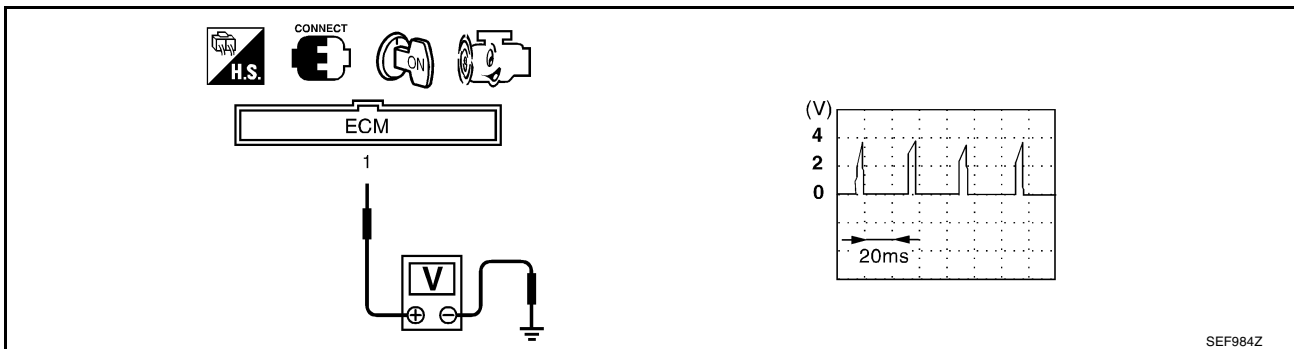 CONNECT
H.S.
ON
ECM
1
V
+ −
(V)
4
2
0
20ms
SEF984Z